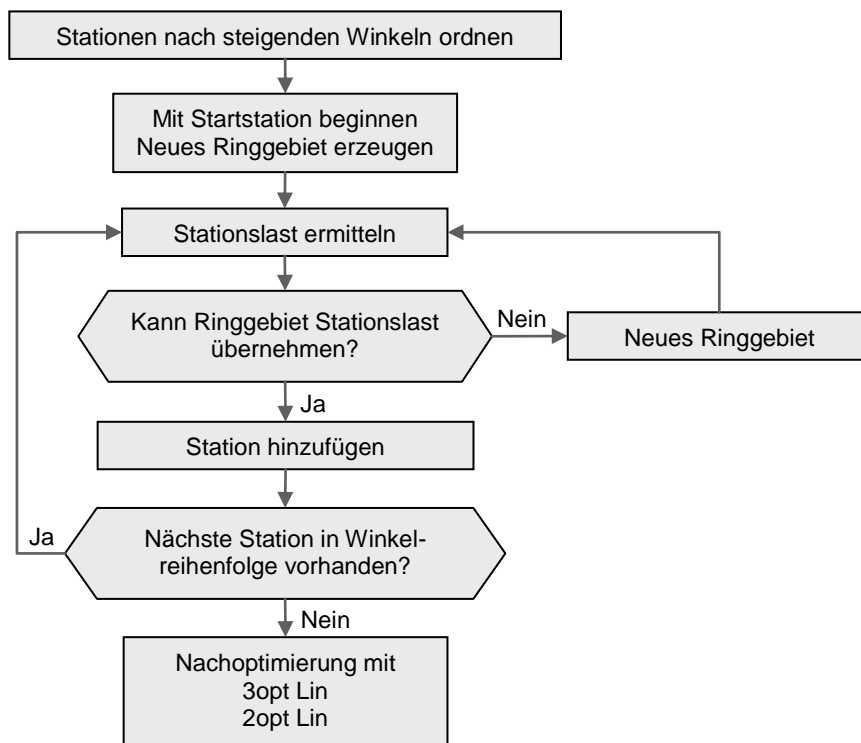 Stationen nach steigenden Winkeln ordnen
Mit Startstation beginnen
Neues Ringgebiet erzeugen
Stationslast ermitteln
Kann Ringgebiet Stationslast
übernehmen?
Nein
Neues Ringgebiet
Ja
Station hinzufügen
Ja
Nächste Station in Winkel-
reihenfolge vorhanden?
Nein
Nachoptimierung mit
3opt Lin
2opt Lin